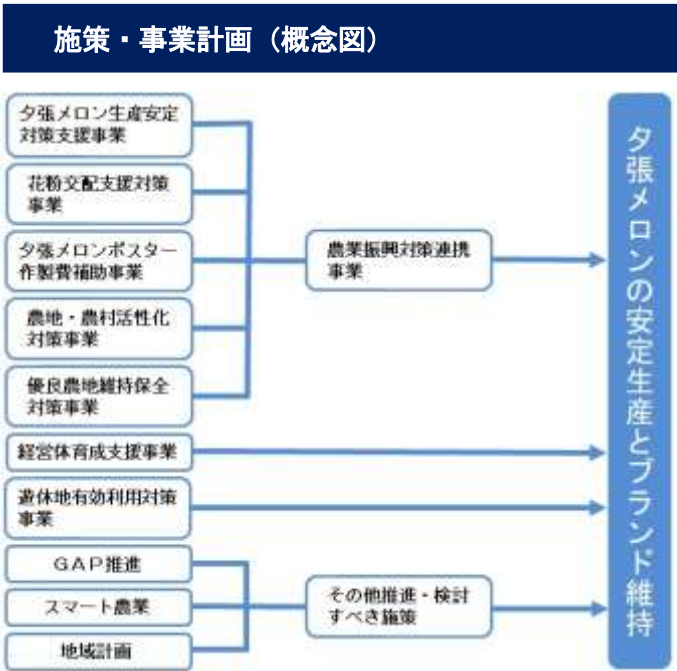 施策・事業計画（概念図）
夕張メロン生産安定
対策支援事業
花粉交配支援対策
事業
夕張メロンポスター
作製費補助事業
農地・農村活性化
対策事業
優良農地維持保全
対策事業
経営体育成支援事業
遊休地有効利用対策
事業
ＧＡＰ推進
スマート農業
地域計画
農業振興対策連携
事業
その他推進・検討
すべき施策
夕張メロンの安定生産とブランド維持